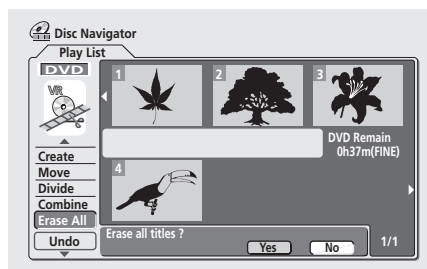 Disc Navigator
Play List
DVD
VR
1
2
3
DVD Remain
0h37m(FINE)
4
Create
Move
Divide
Combine
Erase All
Undo
Erase all titles ?
Yes
No
1/1